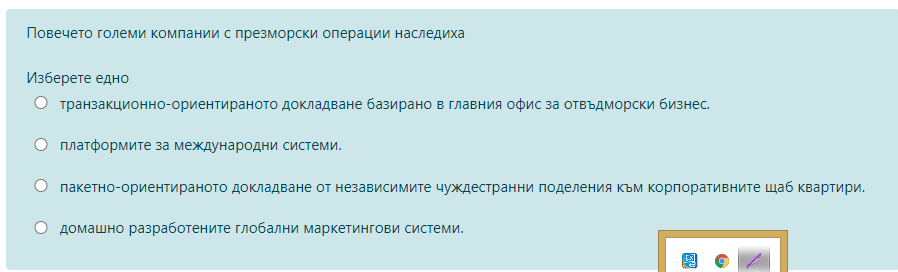 Повечето големи компании с презморски операции наследиха
Изберете едно
транзакционно-ориентираното докладване базирано в главния офис за отвъдморски бизнес.
платформите за международни системи.
пакетно-ориентираното докладване от независимите чуждестранни поделения към корпоративните щаб квартири.
домашно разработените глобални маркетингови системи.